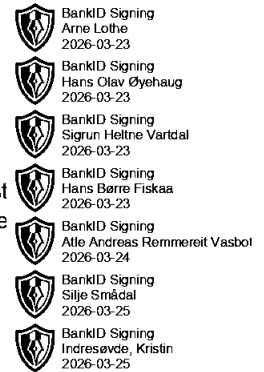 BankID Signing
Arne Lothe
2026-03-23
BankID Signing
Hans Olav Øyehaug
2026-03-23
BankID Signing
Sigrun Heltne Vartdal
2026-03-23
BankID Signing
Hans Børre Fiskaa
2026-03-23
BankID Signing
Atle Andreas Remmereit Vasbot
2026-03-24
BankID Signing
Silje Smådal
2026-03-25
BankID Signing
Indresøvde, Kristin
2026-03-25